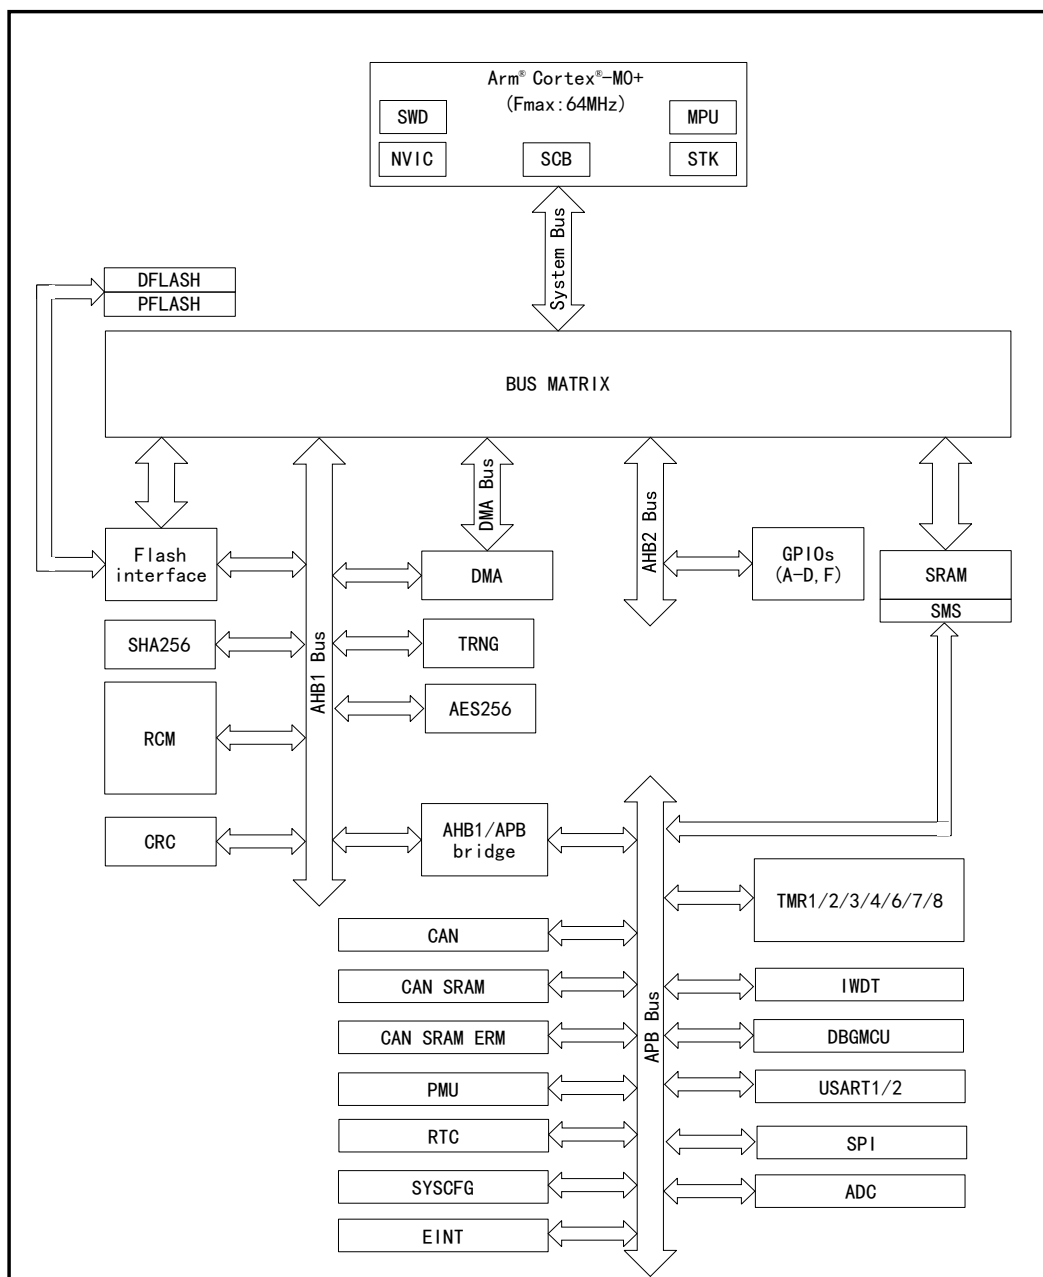 Arm® Cortex®-M0+
(Fmax:64MHz)
SWD
MPU
NVIC
SCB
STK
System Bus
DFLASH
PFLASH
BUS MATRIX
DMA Bus
AHB2 Bus
Flash
interface
DMA
GPIOs
(A-D,F)
SRAM
SMS
SHA256
AHB1 Bus
TRNG
RCM
AES256
CRC
AHB1/APB
bridge
TMR1/2/3/4/6/7/8
CAN
CAN SRAM
IWDT
APB Bus
CAN SRAM ERM
DBGMCU
PMU
USART1/2
RTC
SPI
SYSCFG
ADC
EINT